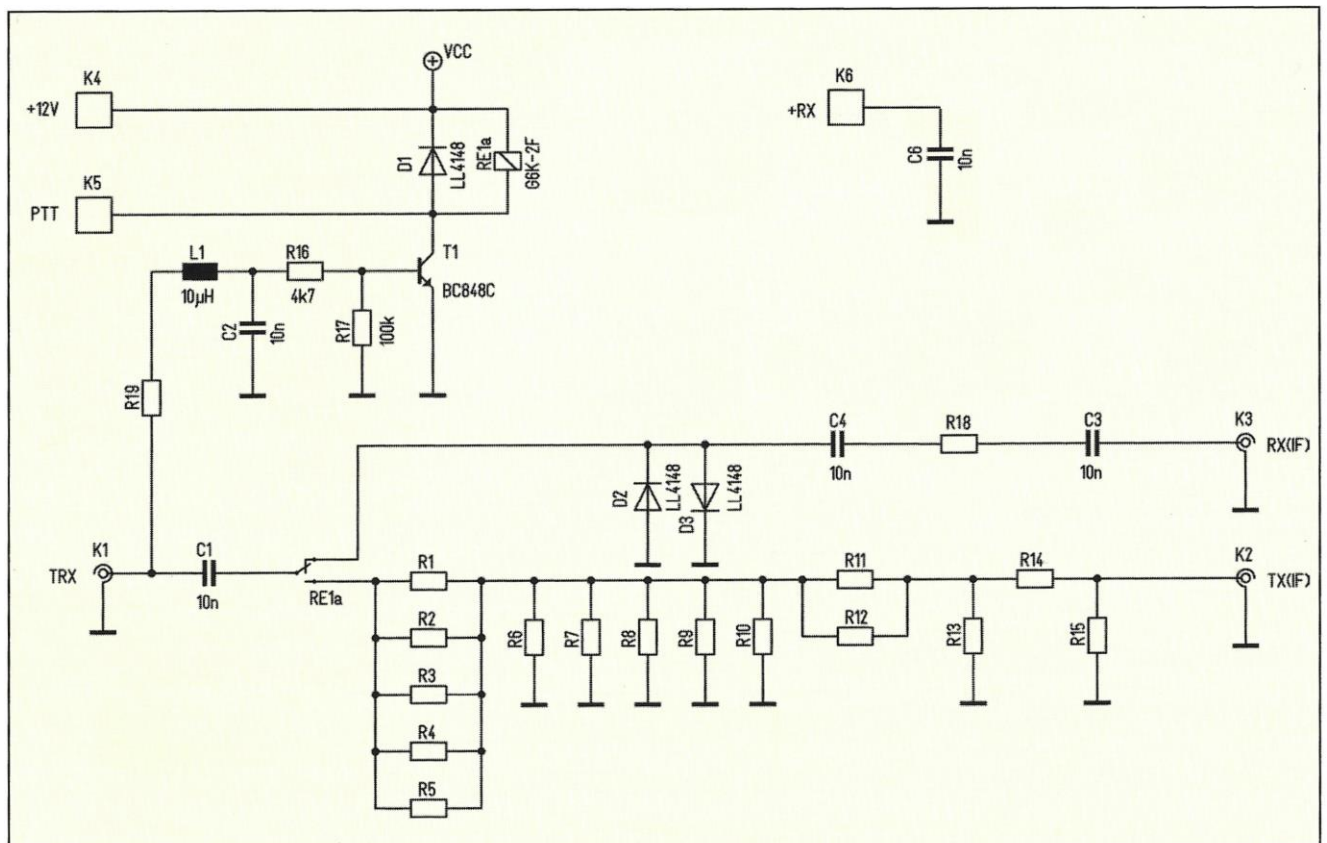 VCC
K4
+12V
D1
LL4148
RE1a
G6K-2F
K6
+RX
C6
10n
K5
PTT
L1
10µH
R16
4k7
T1
BC848C
C2
10n
R17
100k
R19
C4
10n
R18
C3
10n
K3
RX(IF)
D2
LL4148
D3
LL4148
K1
TRX
C1
10n
RE1a
R1
R2
R3
R4
R5
R6
R7
R8
R9
R10
R11
R12
R13
R14
R15
K2
TX(IF)